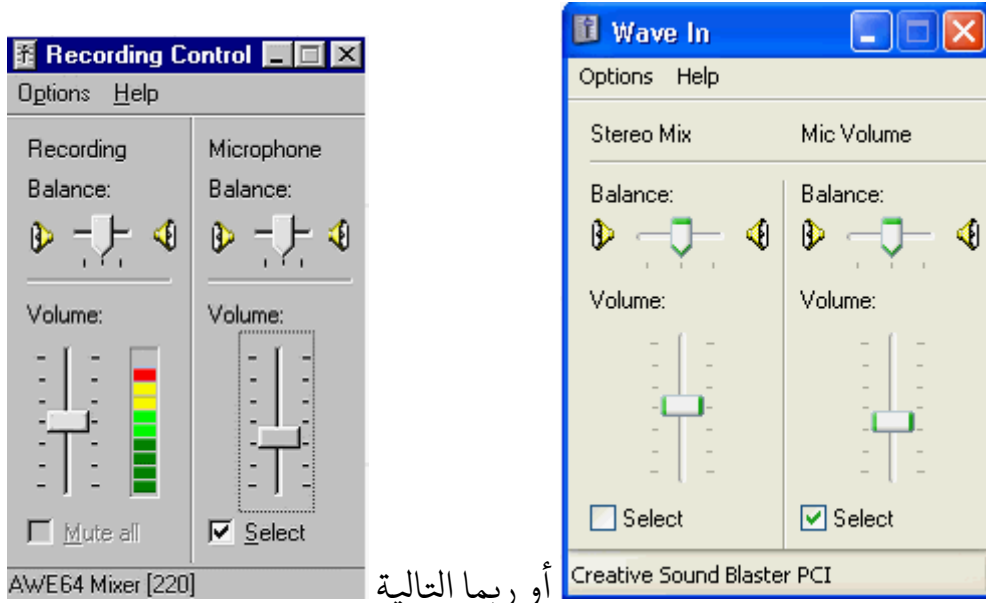 Recording Control
Options Help
Recording Microphone
Balance: Balance:
Volume: Volume:
Mute all Select
AWE64 Mixer [220]
أو ربما التالية
Wave In
Options Help
Stereo Mix Mic Volume
Balance: Balance:
Volume: Volume:
Select Select
Creative Sound Blaster PCI